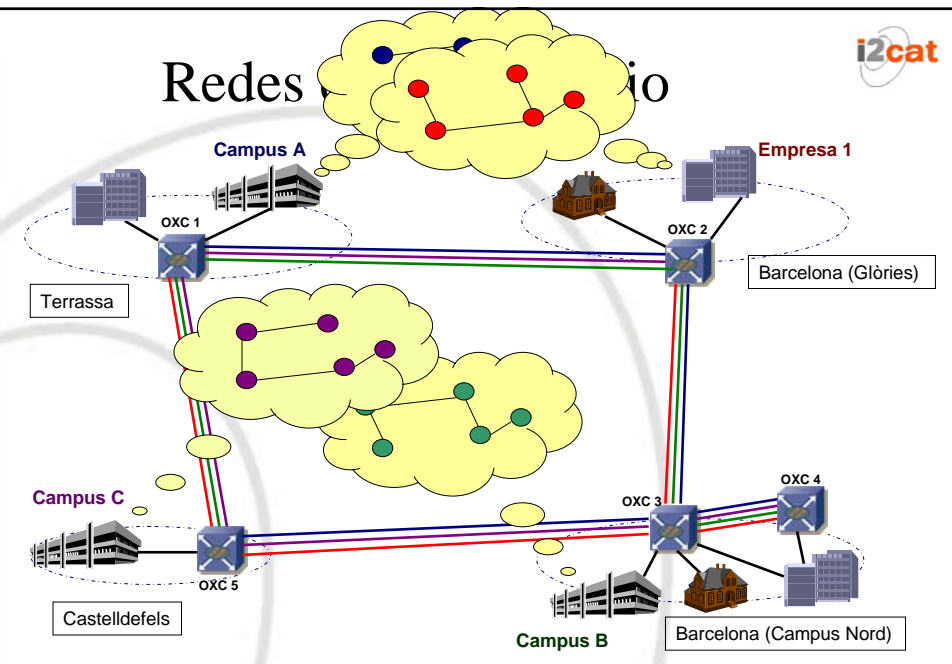 i2cat
Redes
Campus A
Empresa 1
OXC 1
OXC 2
Terrassa
Barcelona (Glòries)
Campus C
OXC 3
OXC 4
OXC 5
Castelldefels
Campus B
Barcelona (Campus Nord)